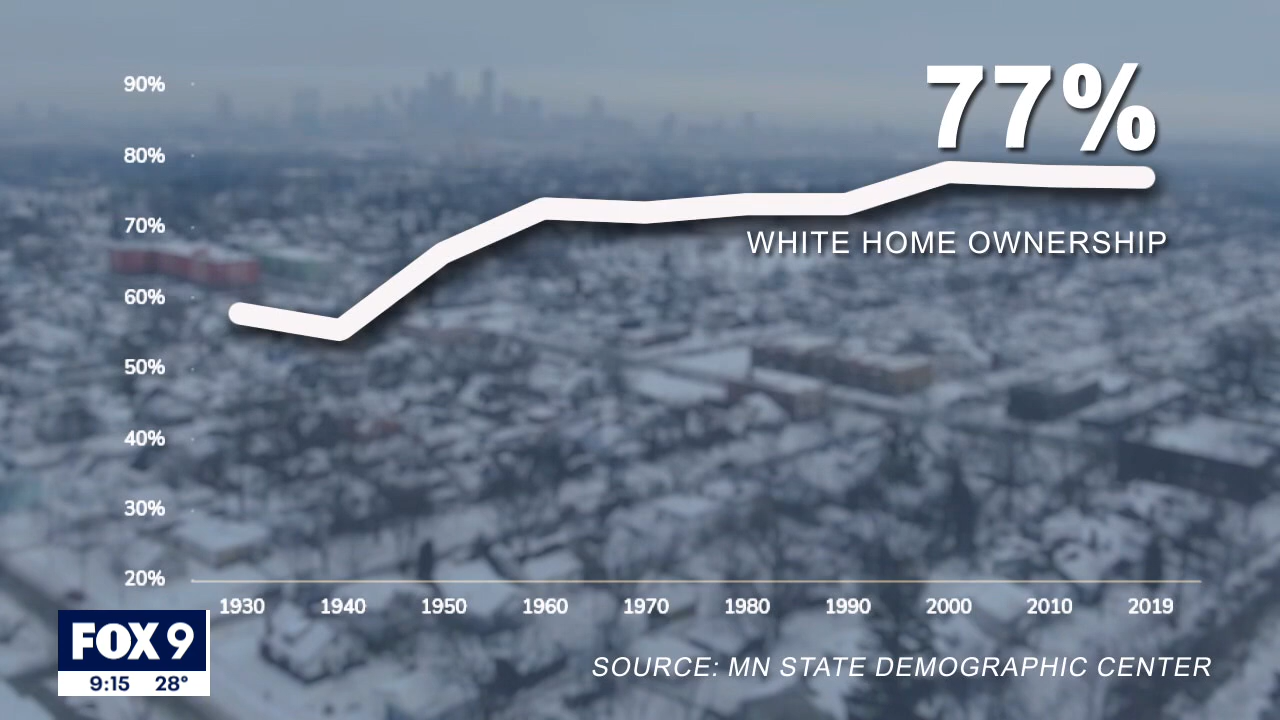 90%
77%
80%
70%
WHITE HOME OWNERSHIP
60%
50%
40%
30%
20%
1930 1940 1950 1960 1970 1980 1990 2000 2010 2019
FOX 9
9:15 28°
SOURCE: MN STATE DEMOGRAPHIC CENTER